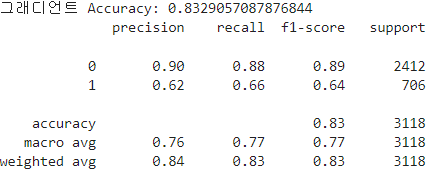 그래디언트 Accuracy: 0.8329057087876844
precision recall f1-score support
0 0.90 0.88 0.89 2412
1 0.62 0.66 0.64 706
accuracy 0.83 3118
macro avg 0.76 0.77 0.77 3118
weighted avg 0.84 0.83 0.83 3118